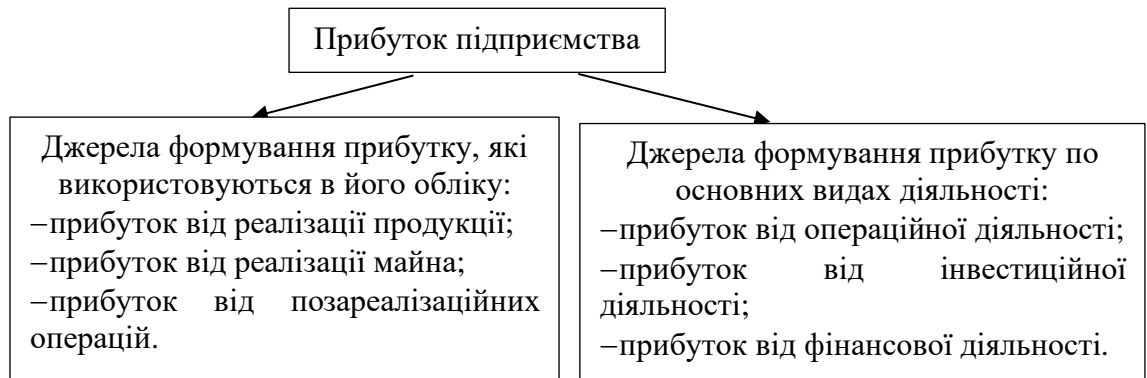 Прибуток підприємства
Джерела формування прибутку, які
використовуються в його обліку:
−прибуток від реалізації продукції;
−прибуток від реалізації майна;
−прибуток від позареалізаційних
операцій.
Джерела формування прибутку по
основних видах діяльності:
−прибуток від операційної діяльності;
−прибуток від інвестиційної
діяльності;
−прибуток від фінансової діяльності.